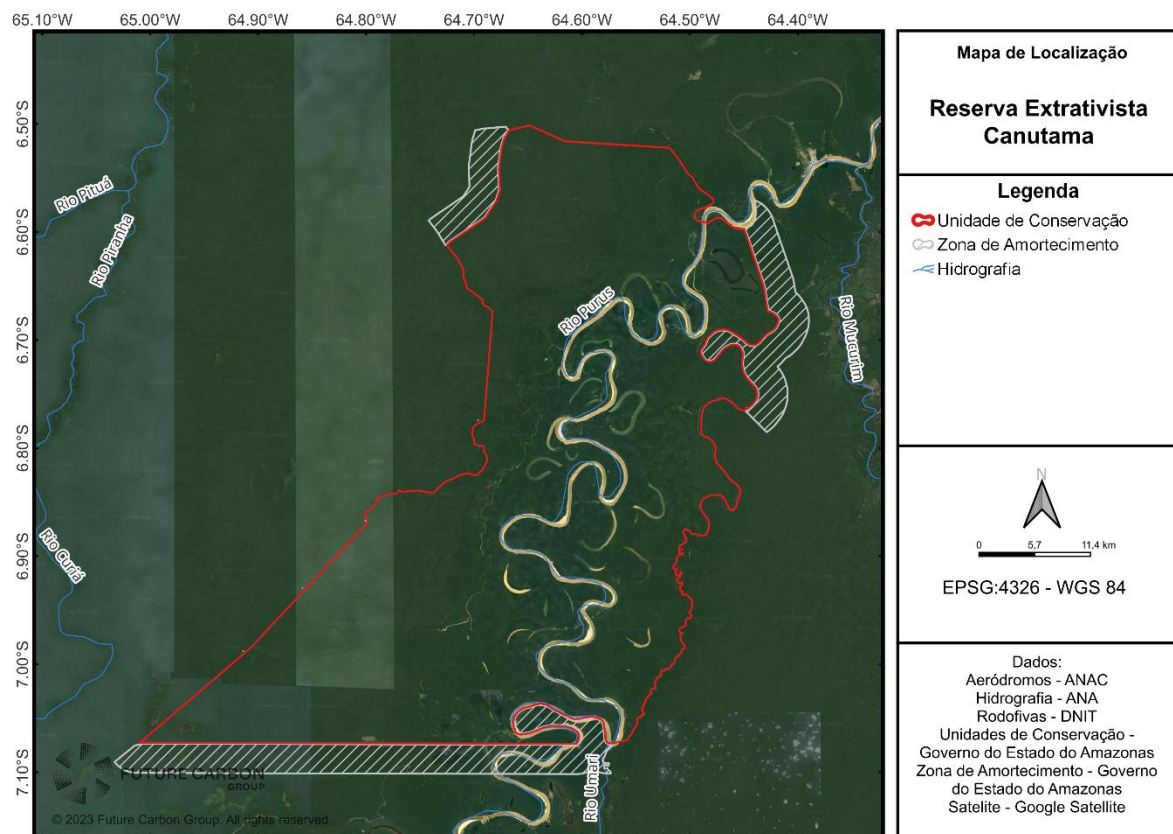 65.10°W 65.00°W 64.90°W 64.80°W 64.70°W 64.60°W 64.50°W 64.40°W
6.50°S
6.60°S
6.70°S
6.80°S
6.90°S
7.00°S
7.10°S
Rio Pituá
Rio Piranha
Rio Curiá
Rio Purus
Rio Mucurim
Rio Umari
FUTURE CARBON
GROUP
© 2023 Future Carbon Group. All rights reserved.
Mapa de Localização
Reserva Extrativista
Canutama
Legenda
Unidade de Conservação
Zona de Amortecimento
Hidrografia
N
0 5,7 11,4 km
EPSG:4326 - WGS 84
Dados:
Aeródromos - ANAC
Hidrografia - ANA
Rodofivas - DNIT
Unidades de Conservação -
Governo do Estado do Amazonas
Zona de Amortecimento - Governo
do Estado do Amazonas
Satelite - Google Satellite